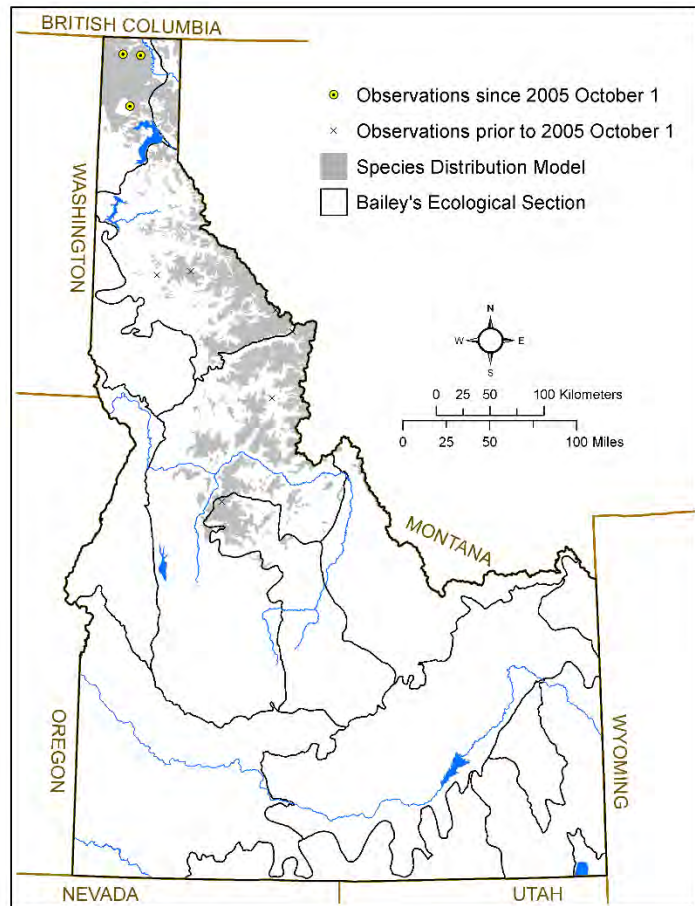 BRITISH COLUMBIA
Observations since 2005 October 1
Observations prior to 2005 October 1
Species Distribution Model
Bailey's Ecological Section
WASHINGTON
N
W E
S
0 25 50 100 Kilometers
0 25 50 100 Miles
MONTANA
OREGON
WYOMING
NEVADA UTAH